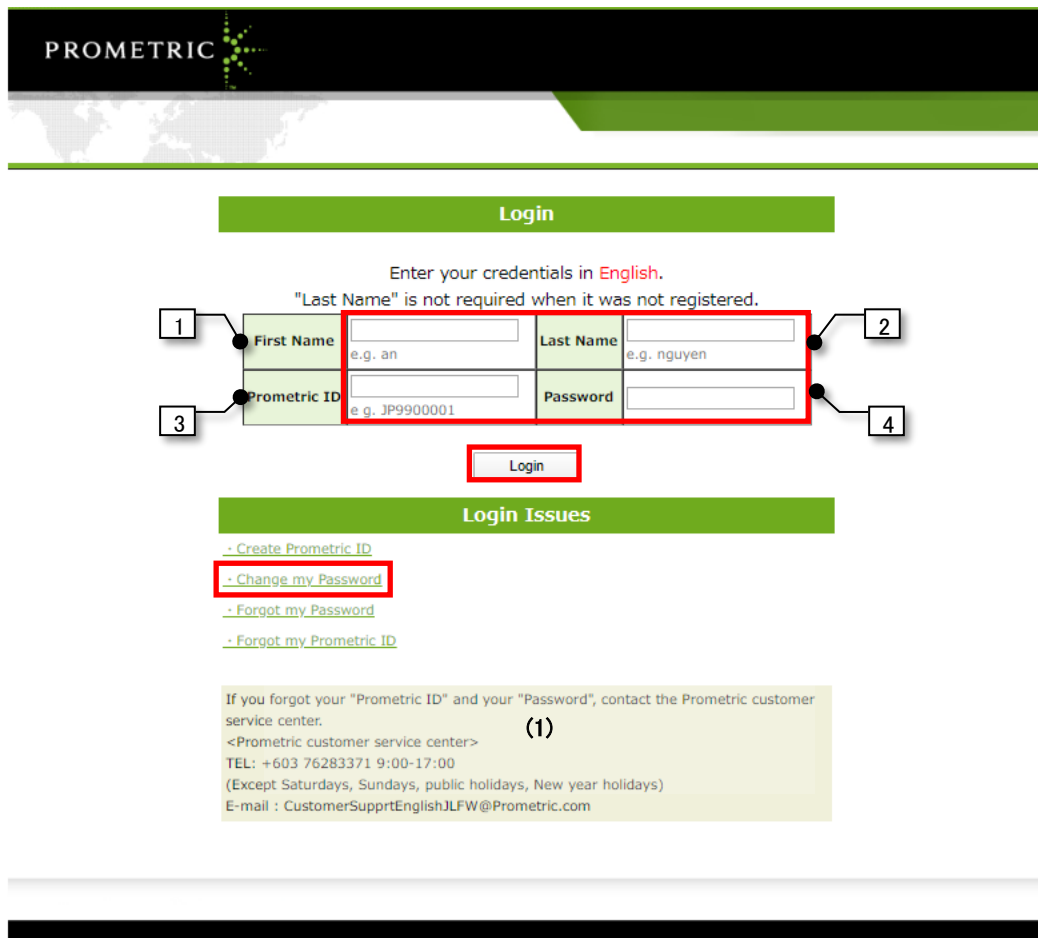 PROMETRIC
Login
Enter your credentials in English.
"Last Name" is not required when it was not registered.
1
First Name
e.g. an
Last Name
e.g. nguyen
2
3
Prometric ID
e g. JP9900001
Password
4
Login
Login Issues
・Create Prometric ID
・Change my Password
・Forgot my Password
・Forgot my Prometric ID
If you forgot your "Prometric ID" and your "Password", contact the Prometric customer
service center.
(1)
<Prometric customer service center>
TEL: +603 76283371 9:00-17:00
(Except Saturdays, Sundays, public holidays, New year holidays)
E-mail : CustomerSupprtEnglishJLFW@Prometric.com